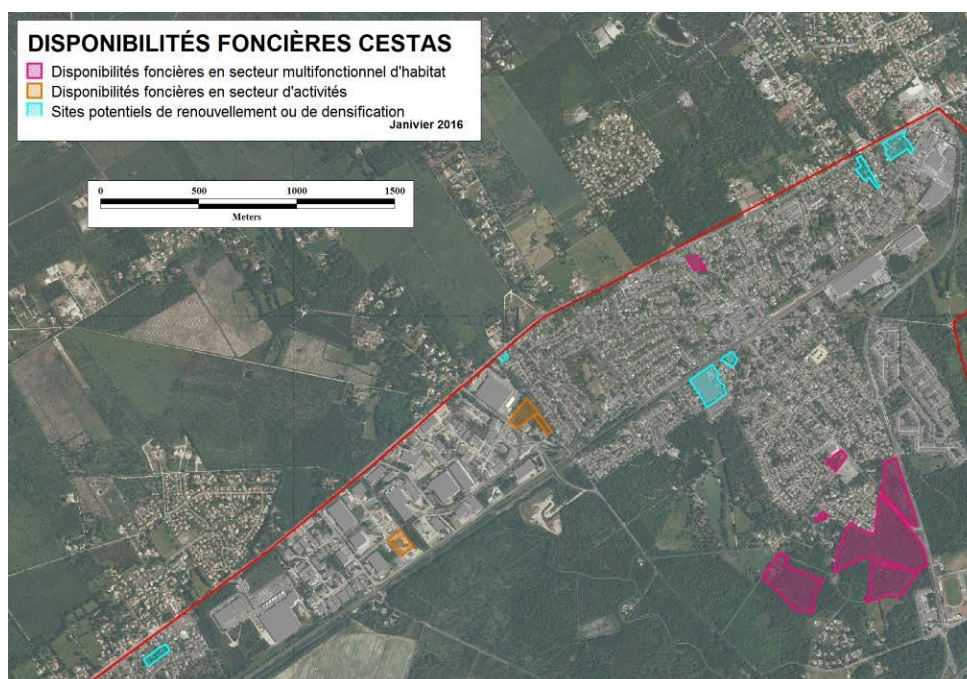 DISPONIBILITÉS FONCIÈRES CESTAS
Disponibilités foncières en secteur multifonctionnel d'habitat
Disponibilités foncières en secteur d'activités
Sites potentiels de renouvellement ou de densification
Janivier 2016
0 500 1000 1500
Meters